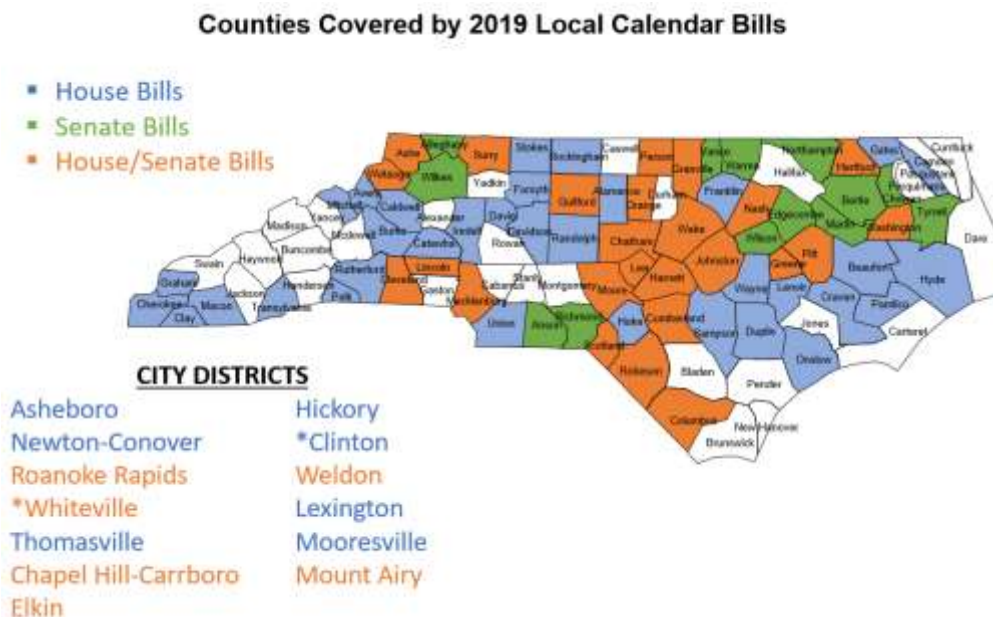 Counties Covered by 2019 Local Calendar Bills
House Bills
Senate Bills
House/Senate Bills
Ashe
Alleghany
Surry
Stokes
Rockingham
Caswell
Person
Granville
Vance
Warren
Northampton
Hertford
Gates
Currituck
Camden
Pasquotank
Perquimans
Chowan
Watauga
Wilkes
Yadkin
Forsyth
Guilford
Alamance
Orange
Durham
Franklin
Halifax
Bertie
Avery
Mitchell
Caldwell
Alexander
Iredell
Davie
Davidson
Randolph
Chatham
Wake
Nash
Edgecombe
Martin
Washington
Tyrrell
Dare
Madison
Yancey
Mcdowell
Burke
Catawba
Rowan
Johnston
Wilson
Greene
Pitt
Beaufort
Hyde
Buncombe
Haywood
Swain
Rutherford
Lincoln
Cleveland
Gaston
Cabarrus
Stanly
Montgomery
Moore
Lee
Harnett
Wayne
Lenoir
Craven
Pamlico
Graham
Jackson
Henderson
Polk
Mecklenburg
Cherokee
Clay
Macon
Transylvania
Union
Anson
Richmond
Hoke
Cumberland
Sampson
Duplin
Jones
Carteret
Scotland
Robeson
Bladen
Onslow
Pender
Columbus
New Hanover
Brunswick
CITY DISTRICTS
Asheboro Hickory
Newton-Conover *Clinton
Roanoke Rapids Weldon
*Whiteville Lexington
Thomasville Mooresville
Chapel Hill-Carrboro Mount Airy
Elkin